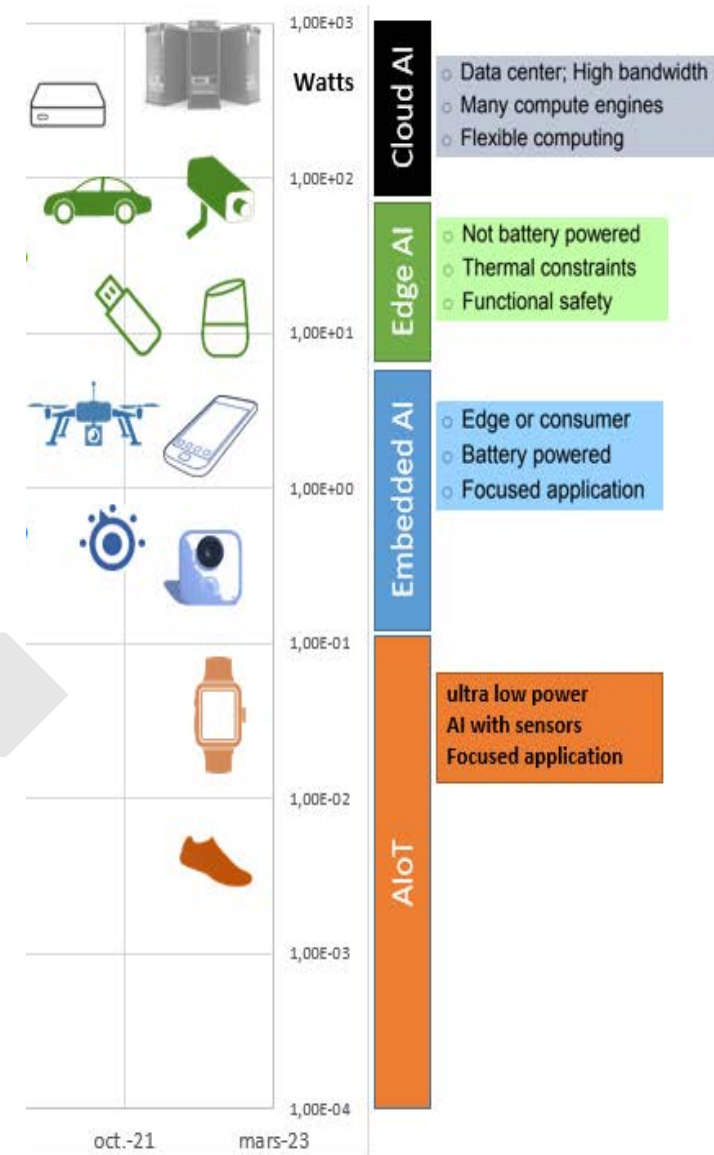 1,00E+03
Watts
1,00E+02
1,00E+01
1,00E+00
1,00E-01
1,00E-02
1,00E-03
1,00E-04
oct.-21
mars-23
Cloud AI
Data center; High bandwidth
Many compute engines
Flexible computing
Edge AI
Not battery powered
Thermal constraints
Functional safety
Embedded AI
Edge or consumer
Battery powered
Focused application
AIoT
ultra low power
AI with sensors
Focused application